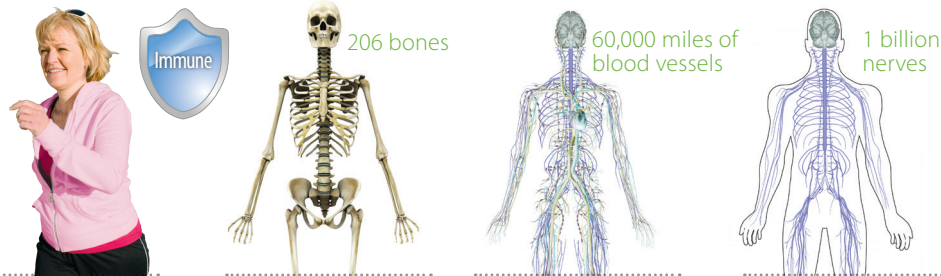 Immune
206 bones
60,000 miles of
blood vessels
1 billion
nerves